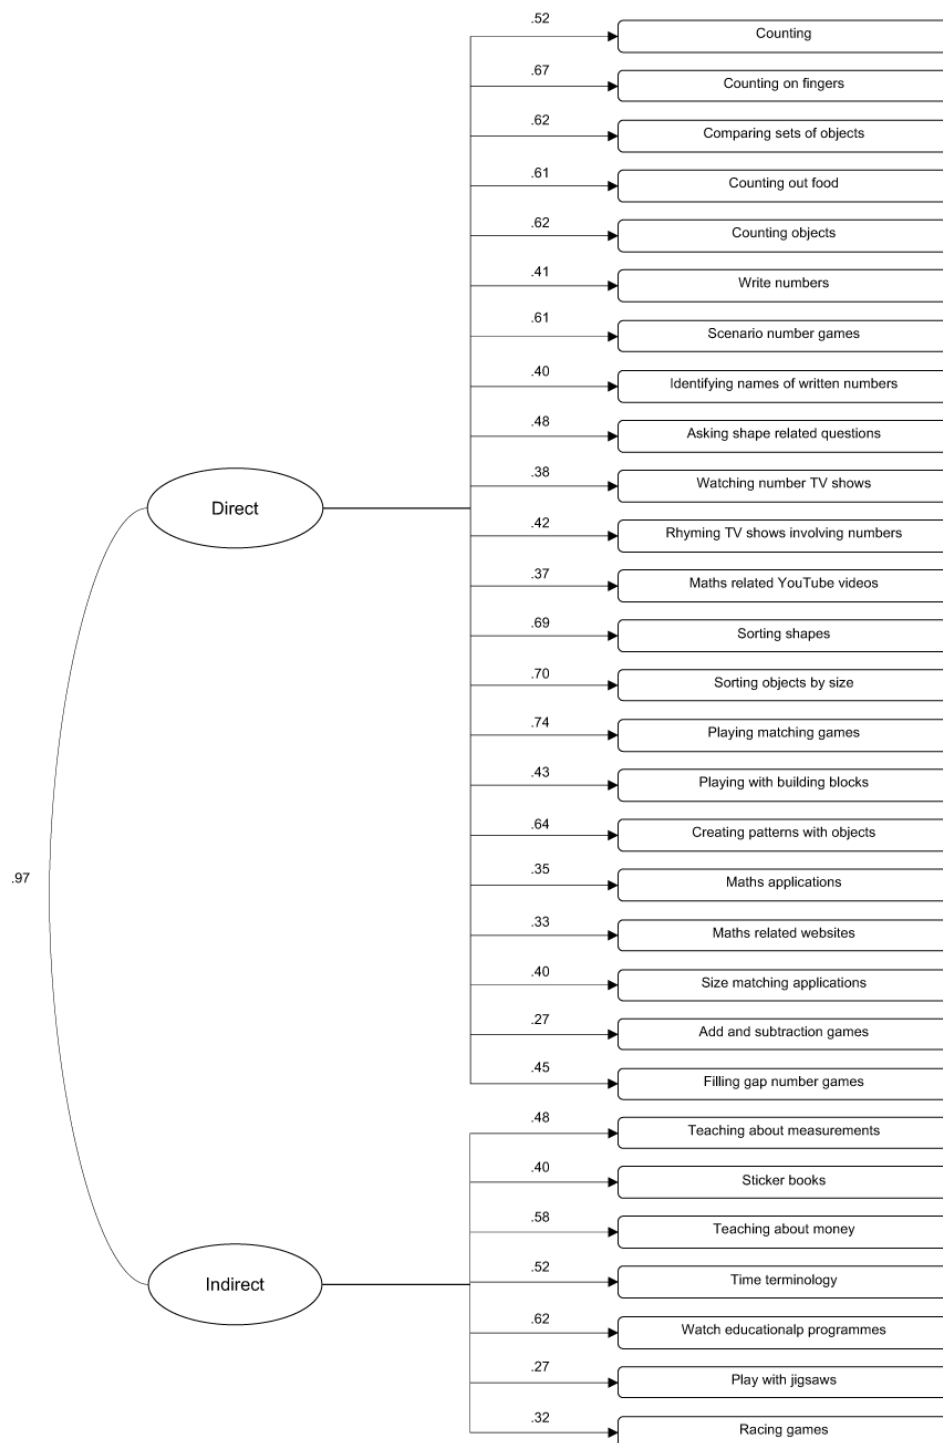 .52
Counting
.67
Counting on fingers
.62
Comparing sets of objects
.61
Counting out food
.62
Counting objects
.41
Write numbers
.61
Scenario number games
.40
Identifying names of written numbers
.48
Asking shape related questions
.38
Watching number TV shows
Direct
.42
Rhyming TV shows involving numbers
.37
Maths related YouTube videos
.69
Sorting shapes
.70
Sorting objects by size
.74
Playing matching games
.43
Playing with building blocks
.64
Creating patterns with objects
.97
.35
Maths applications
.33
Maths related websites
.40
Size matching applications
.27
Add and subtraction games
.45
Filling gap number games
.48
Teaching about measurements
.40
Sticker books
.58
Teaching about money
Indirect
.52
Time terminology
.62
Watch educationalp programmes
.27
Play with jigsaws
.32
Racing games